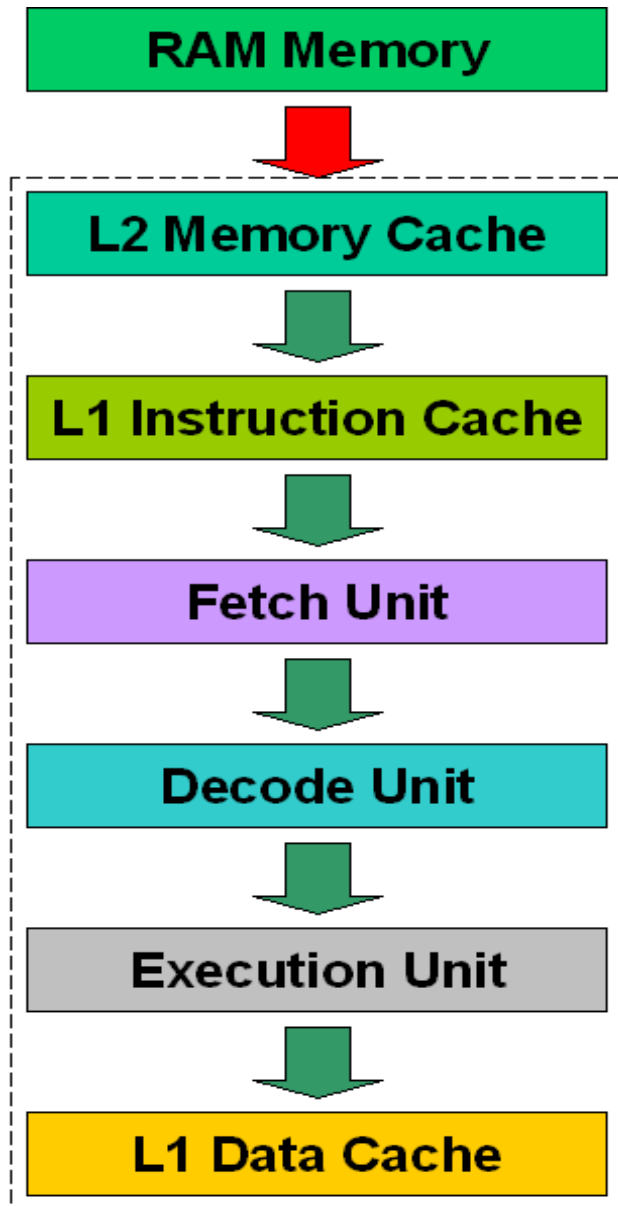 RAM Memory
L2 Memory Cache
L1 Instruction Cache
Fetch Unit
Decode Unit
Execution Unit
L1 Data Cache